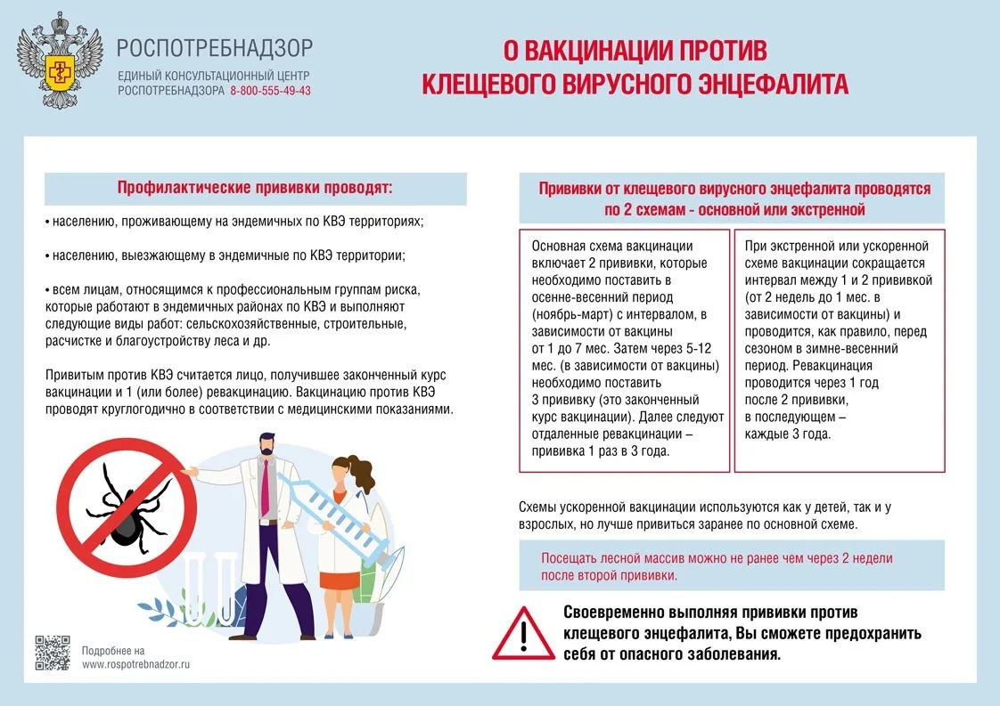 РОСПОТРЕБНАДЗОР
ЕДИНЫЙ КОНСУЛЬТАЦИОННЫЙ ЦЕНТР
РОСПОТРЕБНАДЗОРА 8-800-555-49-43
О ВАКЦИНАЦИИ ПРОТИВ
КЛЕЩЕВОГО ВИРУСНОГО ЭНЦЕФАЛИТА
Профилактические прививки проводят:
• населению, проживающему на эндемичных по КВЭ территориях;
• населению, выезжающему в эндемичные по КВЭ территории;
• всем лицам, относящимся к профессиональным группам риска,
которые работают в эндемичных районах по КВЭ и выполняют
следующие виды работ: сельскохозяйственные, строительные,
расчистке и благоустройству леса и др.
Привитым против КВЭ считается лицо, получившее законченный курс
вакцинации и 1 (или более) ревакцинацию. Вакцинацию против КВЭ
проводят круглогодично в соответствии с медицинскими показаниями.
Подробнее на
www.rospotrebnadzor.ru
Прививки от клещевого вирусного энцефалита проводятся
по 2 схемам - основной или экстренной
Основная схема вакцинации
включает 2 прививки, которые
необходимо поставить в
осенне-весенний период
(ноябрь-март) с интервалом, в
зависимости от вакцины
от 1 до 7 мес. Затем через 5-12
мес. (в зависимости от вакцины)
необходимо поставить
3 прививку (это законченный
курс вакцинации). Далее следуют
отдаленные ревакцинации –
прививка 1 раз в 3 года.
При экстренной или ускоренной
схеме вакцинации сокращается
интервал между 1 и 2 прививкой
(от 2 недель до 1 мес. в
зависимости от вакцины) и
проводится, как правило, перед
сезоном в зимне-весенний
период. Ревакцинация
проводится через 1 год
после 2 прививки,
в последующем –
каждые 3 года.
Схемы ускоренной вакцинации используются как у детей, так и у
взрослых, но лучше привиться заранее по основной схеме.
Посещать лесной массив можно не ранее чем через 2 недели
после второй прививки.
Своевременно выполняя прививки против
клещевого энцефалита, Вы сможете предохранить
себя от опасного заболевания.